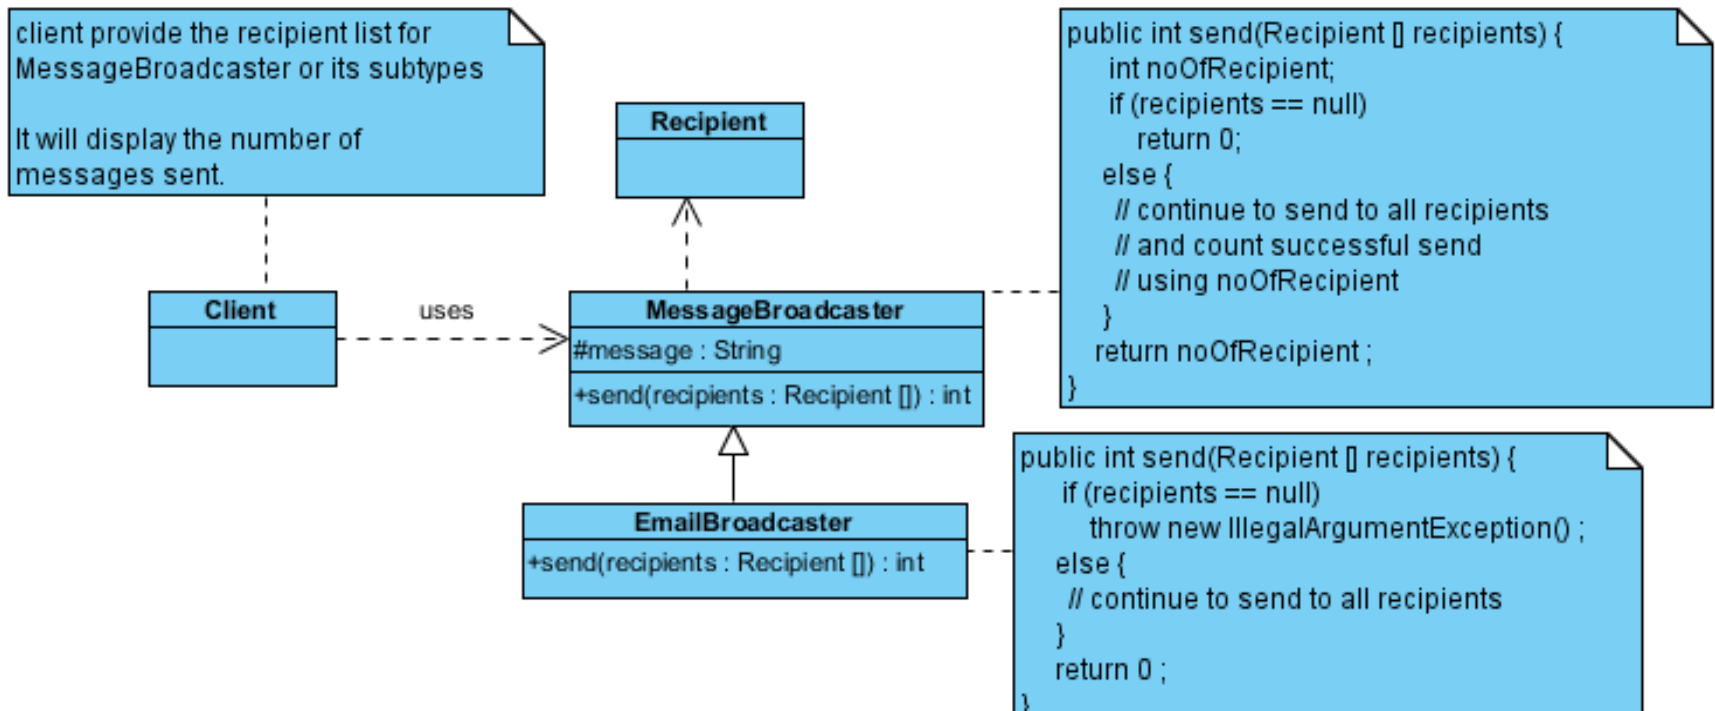 client provide the recipient list for
MessageBroadcaster or its subtypes
It will display the number of
messages sent.
Recipient
public int send(Recipient [] recipients) {
int noOfRecipient;
if (recipients == null)
return 0;
else {
// continue to send to all recipients
// and count successful send
// using noOfRecipient
}
return noOfRecipient ;
}
Client
uses
MessageBroadcaster
#message : String
+send(recipients : Recipient []) : int
EmailBroadcaster
+send(recipients : Recipient []) : int
public int send(Recipient [] recipients) {
if (recipients == null)
throw new IllegalArgumentException() ;
else {
// continue to send to all recipients
}
return 0 ;
}